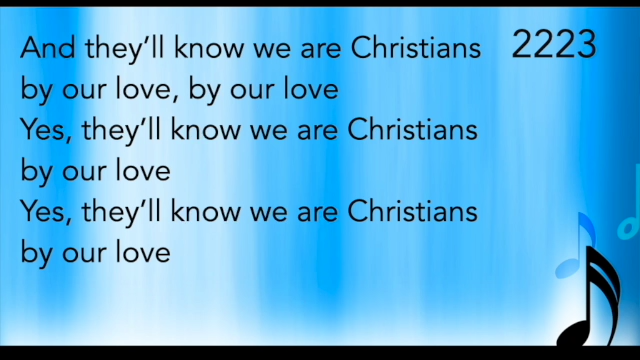 And they’ll know we are Christians 2223
by our love, by our love
Yes, they’ll know we are Christians
by our love
Yes, they’ll know we are Christians
by our love